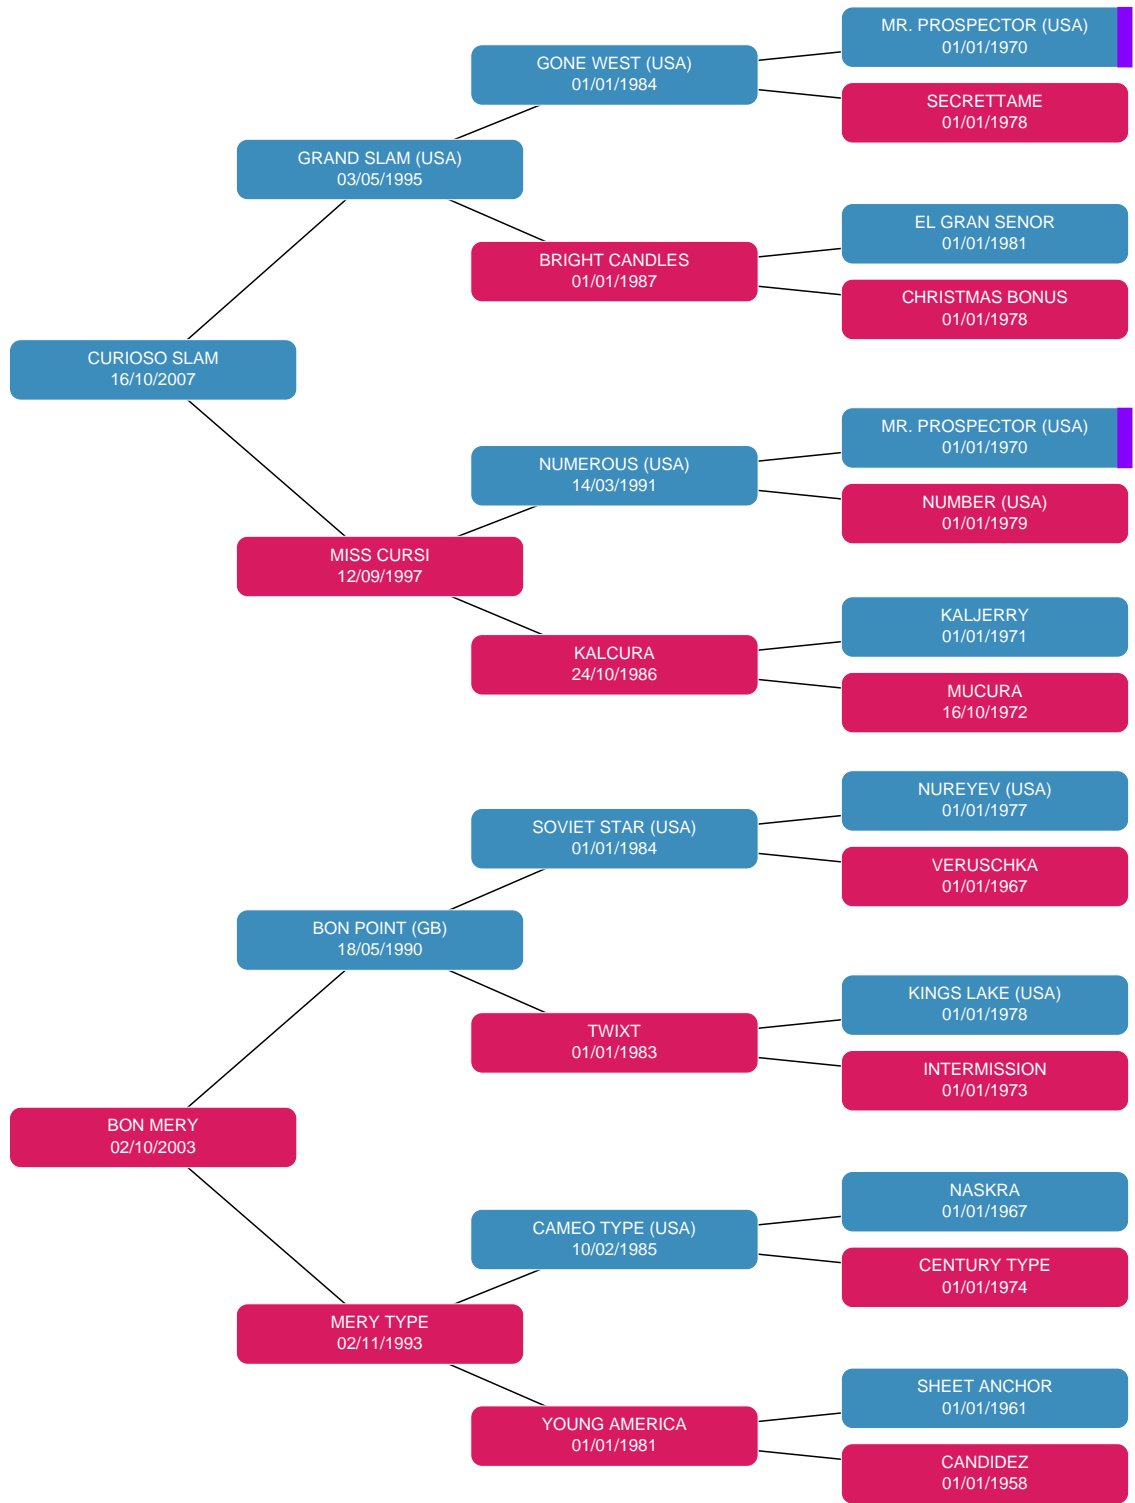 MR. PROSPECTOR (USA)
01/01/1970
GONE WEST (USA)
01/01/1984
SECRETTAME
01/01/1978
GRAND SLAM (USA)
03/05/1995
EL GRAN SENOR
01/01/1981
BRIGHT CANDLES
01/01/1987
CHRISTMAS BONUS
01/01/1978
CURIOSO SLAM
16/10/2007
MR. PROSPECTOR (USA)
01/01/1970
NUMEROUS (USA)
14/03/1991
NUMBER (USA)
01/01/1979
MISS CURSI
12/09/1997
KALJERRY
01/01/1971
KALCURA
24/10/1986
MUCURA
16/10/1972
NUREYEV (USA)
01/01/1977
SOVIET STAR (USA)
01/01/1984
VERUSCHKA
01/01/1967
BON POINT (GB)
18/05/1990
KINGS LAKE (USA)
01/01/1978
TWIXT
01/01/1983
INTERMISSION
01/01/1973
BON MERY
02/10/2003
NASKRA
01/01/1967
CAMEO TYPE (USA)
10/02/1985
CENTURY TYPE
01/01/1974
MERY TYPE
02/11/1993
SHEET ANCHOR
01/01/1961
YOUNG AMERICA
01/01/1981
CANDIDEZ
01/01/1958